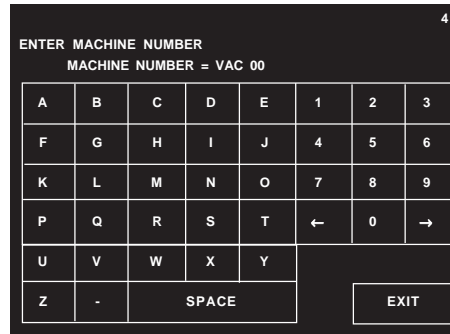 4
ENTER MACHINE NUMBER
MACHINE NUMBER = VAC 00
A B C D E 1 2 3
F G H I J 4 5 6
K L M N O 7 8 9
P Q R S T ← 0 →
U V W X Y
Z - SPACE EXIT